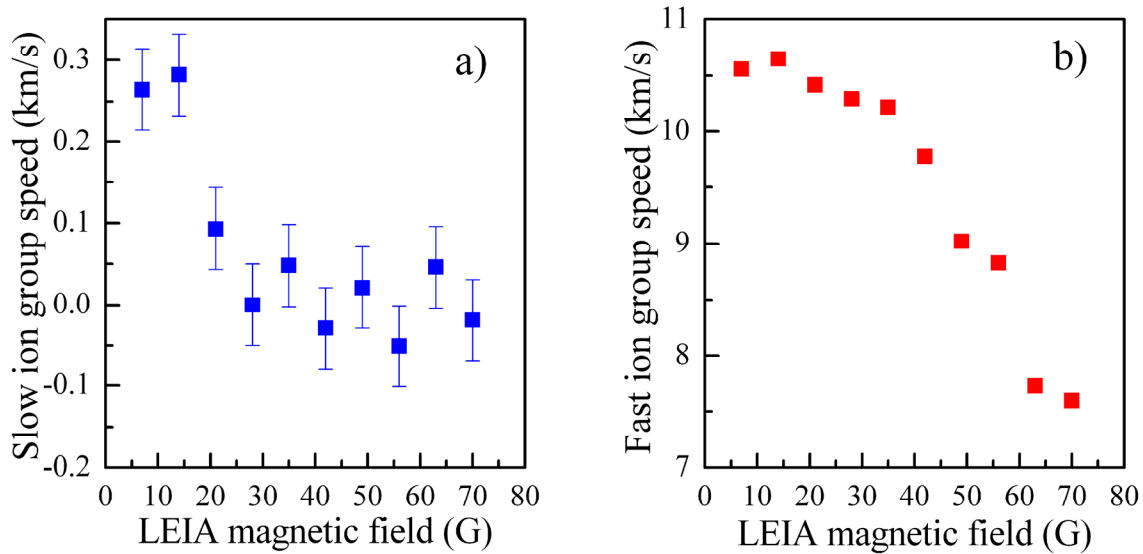 a)
Slow ion group speed (km/s)
0.3
0.2
0.1
0.0
-0.1
-0.2
0 10 20 30 40 50 60 70 80
LEIA magnetic field (G)
b)
Fast ion group speed (km/s)
11
10
9
8
7
0 10 20 30 40 50 60 70 80
LEIA magnetic field (G)